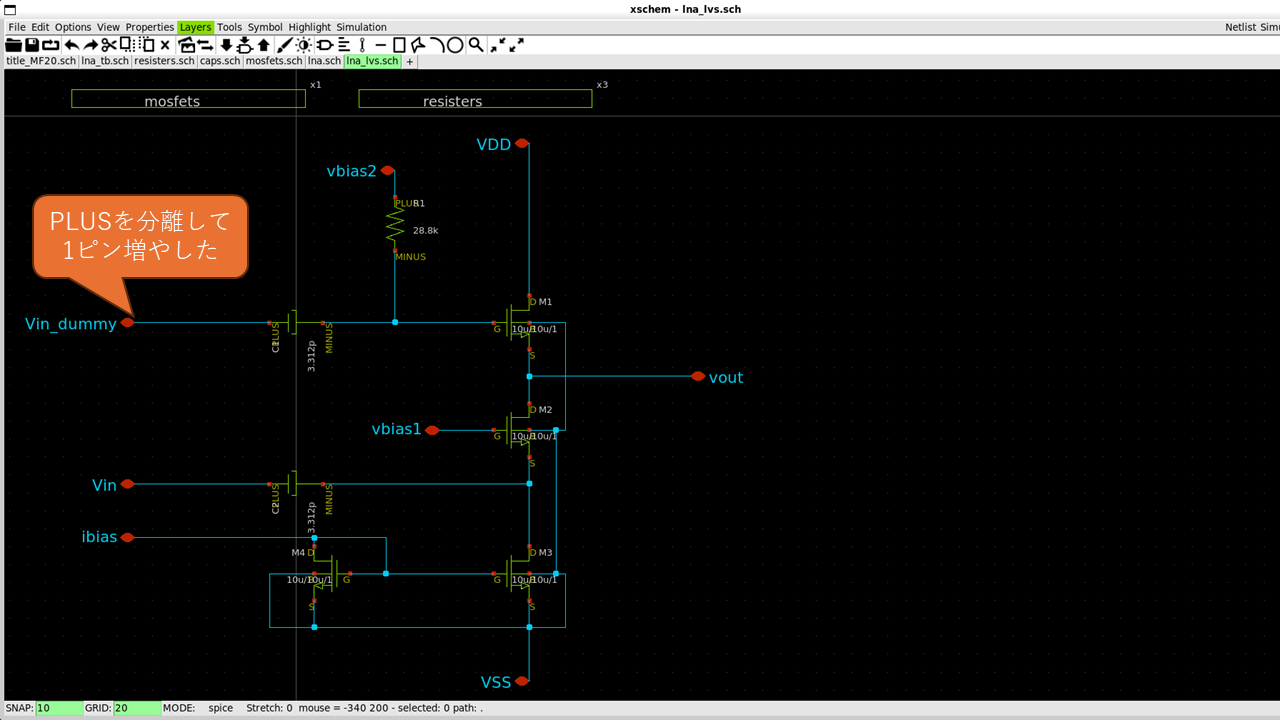 xschem - lna_lvs.sch
File Edit Options View Properties Layers Tools Symbol Highlight Simulation Netlist Simu
title_MF20.sch lna_tb.sch resisters.sch caps.sch mosfets.sch lna.sch lna_lvs.sch +
x1 x3
mosfets resisters
VDD
vbias2
PLUS R1
28.8k
MINUS
PLUSを分離して
1ピン増やした
D M1
Vin_dummy
G 10u/10u/1
PLUS
C1
3.312p
MINUS
S
vout
D M2
vbias1
G 10u/10u/1
S
Vin
PLUS
C2
3.312p
MINUS
ibias
M4 D
D M3
10u/10u/1 G
G 10u/10u/1
S
S
VSS
SNAP: 10 GRID: 20 MODE: spice Stretch: 0 mouse = -340 200 - selected: 0 path: .